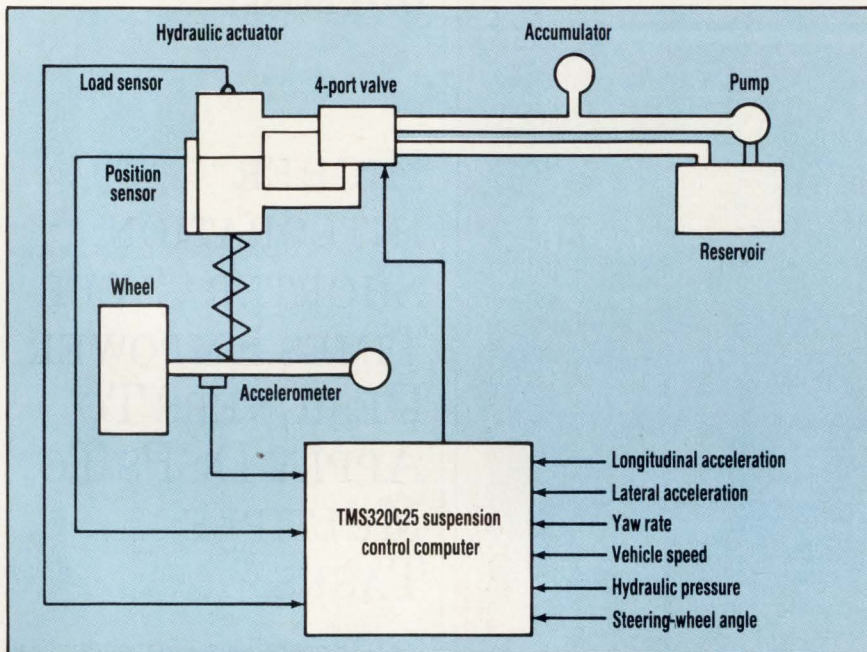 Hydraulic actuator
Accumulator
Load sensor
4-port valve
Pump
Position
sensor
Reservoir
Wheel
Accelerometer
TMS320C25 suspension
control computer
Longitudinal acceleration
Lateral acceleration
Yaw rate
Vehicle speed
Hydraulic pressure
Steering-wheel angle